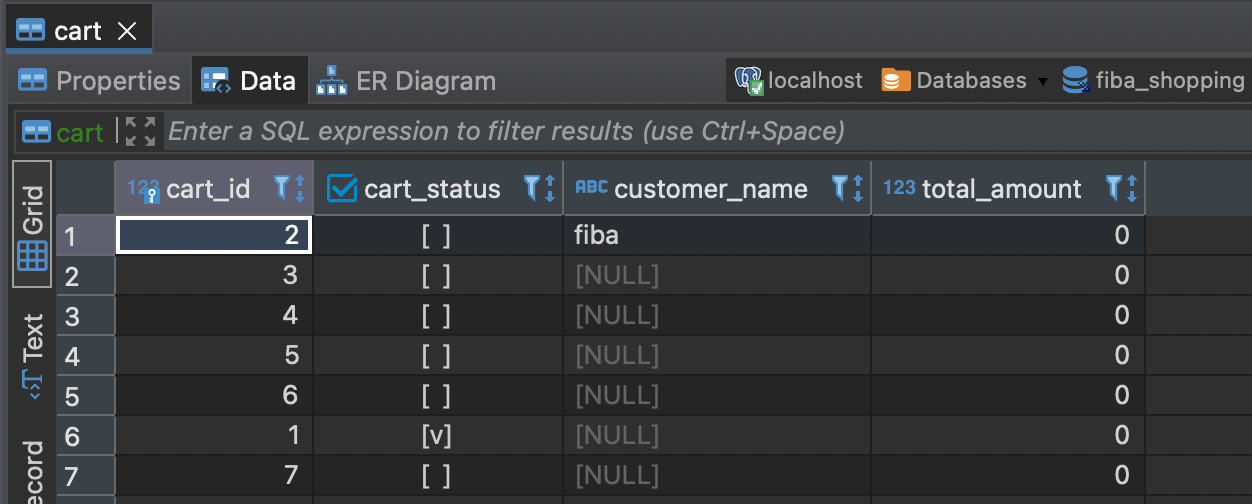 cart
Properties Data ER Diagram localhost Databases fiba_shopping
cart Enter a SQL expression to filter results (use Ctrl+Space)
123 cart_id cart_status ABC customer_name 123 total_amount
1 2 [ ] fiba 0
2 3 [ ] [NULL] 0
3 4 [ ] [NULL] 0
4 5 [ ] [NULL] 0
5 6 [ ] [NULL] 0
6 1 [v] [NULL] 0
7 7 [ ] [NULL] 0
Grid
Text
ecord